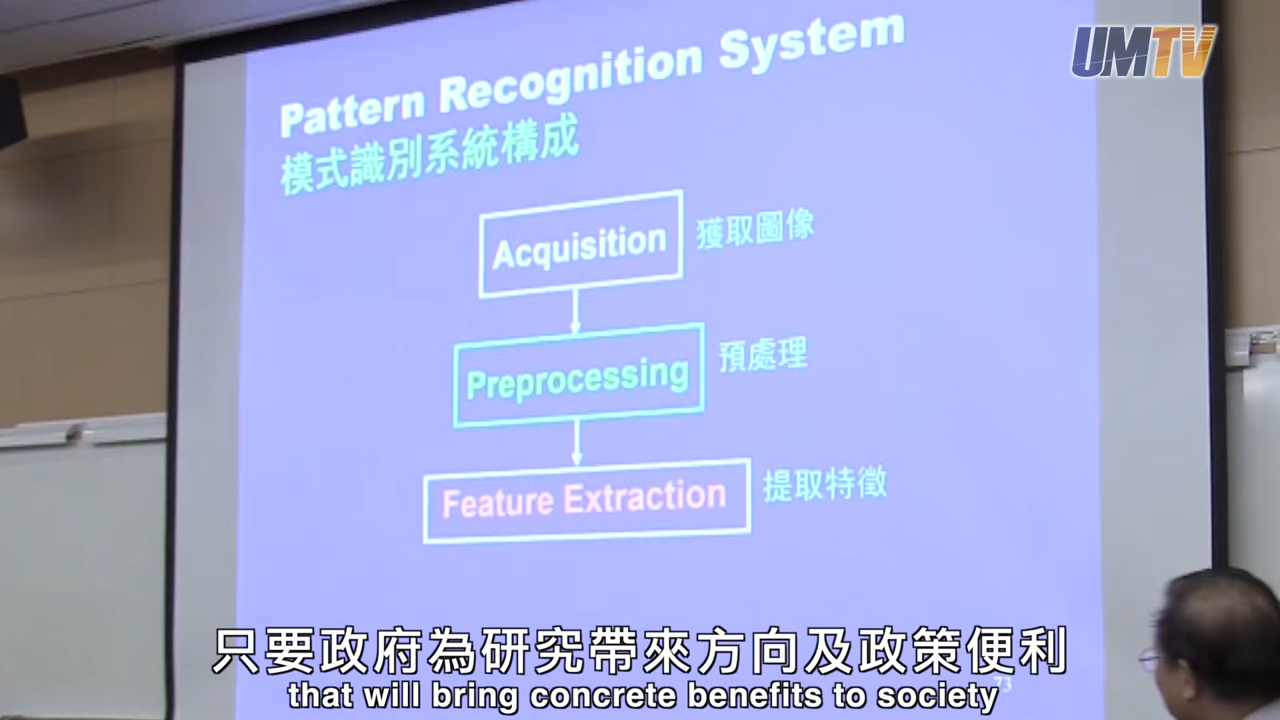 UMTV
Pattern Recognition System
模式識別系統構成
Acquisition 獲取圖像
Preprocessing 預處理
Feature Extraction 提取特徵
只要政府為研究帶來方向及政策便利
that will bring concrete benefits to society
73